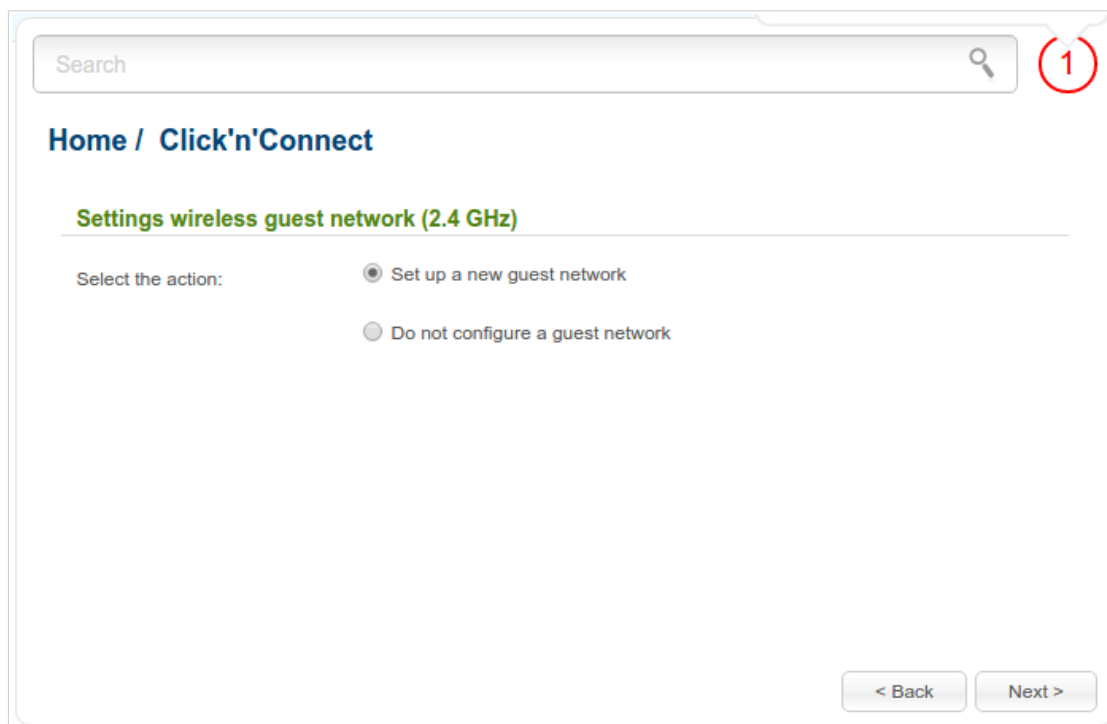 Search
1
Home / Click'n'Connect
Settings wireless guest network (2.4 GHz)
Select the action:
Set up a new guest network
Do not configure a guest network
< Back
Next >